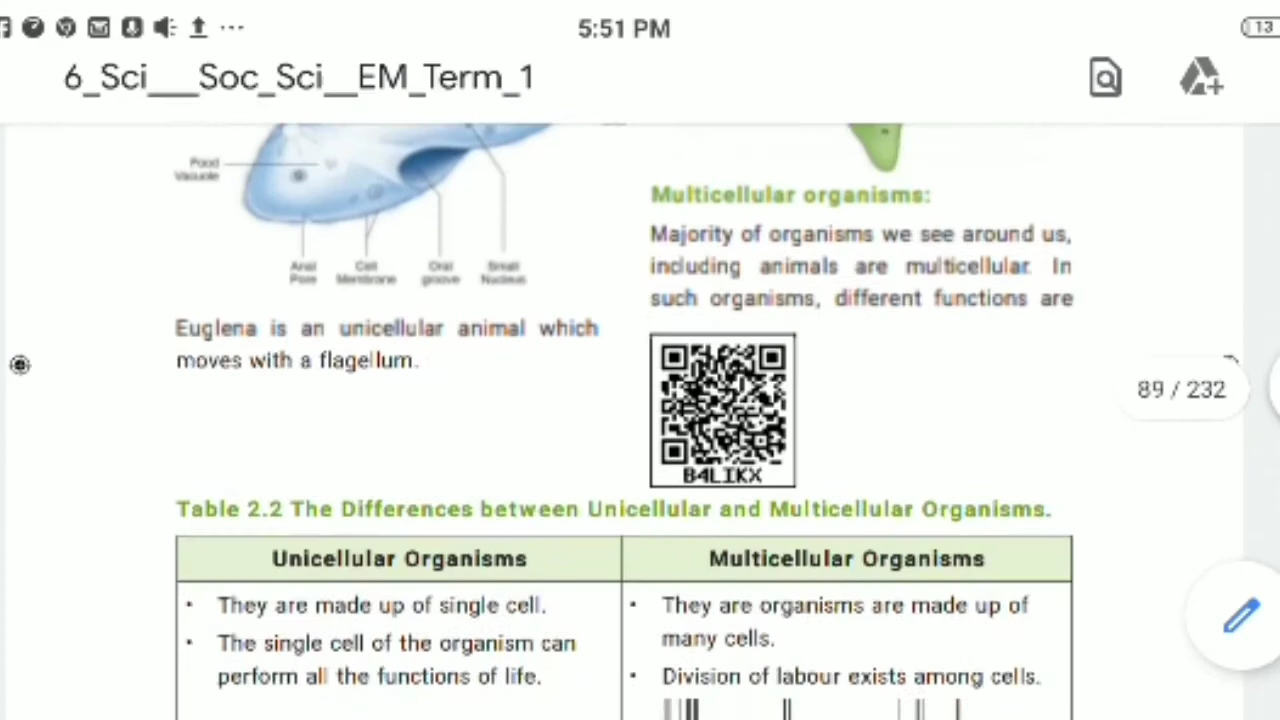 5:51 PM
13
6_Sci___Soc_Sci__EM_Term_1
Food
Vacuole
Anal
Pore
Cell
Membrane
Oral
groove
Small
Nucleus
Euglena is an unicellular animal which
moves with a flagellum.
Multicellular organisms:
Majority of organisms we see around us,
including animals are multicellular. In
such organisms, different functions are
B4LIKX
89 / 232
Table 2.2 The Differences between Unicellular and Multicellular Organisms.
Unicellular Organisms
• They are made up of single cell.
• The single cell of the organism can
perform all the functions of life.
Multicellular Organisms
• They are organisms are made up of
many cells.
• Division of labour exists among cells.